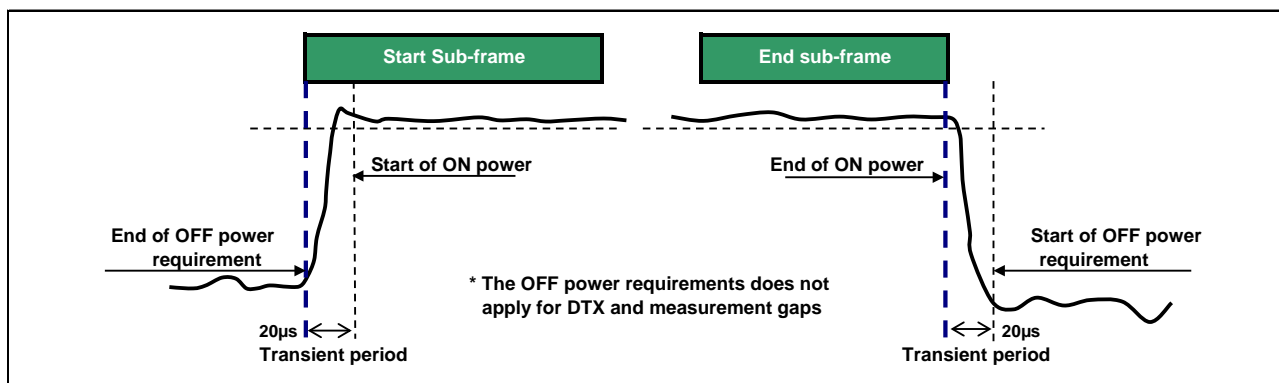 Start Sub-frame
End sub-frame
Start of ON power
End of ON power
End of OFF power
requirement
Start of OFF power
requirement
* The OFF power requirements does not
apply for DTX and measurement gaps
20µs
Transient period
20µs
Transient period